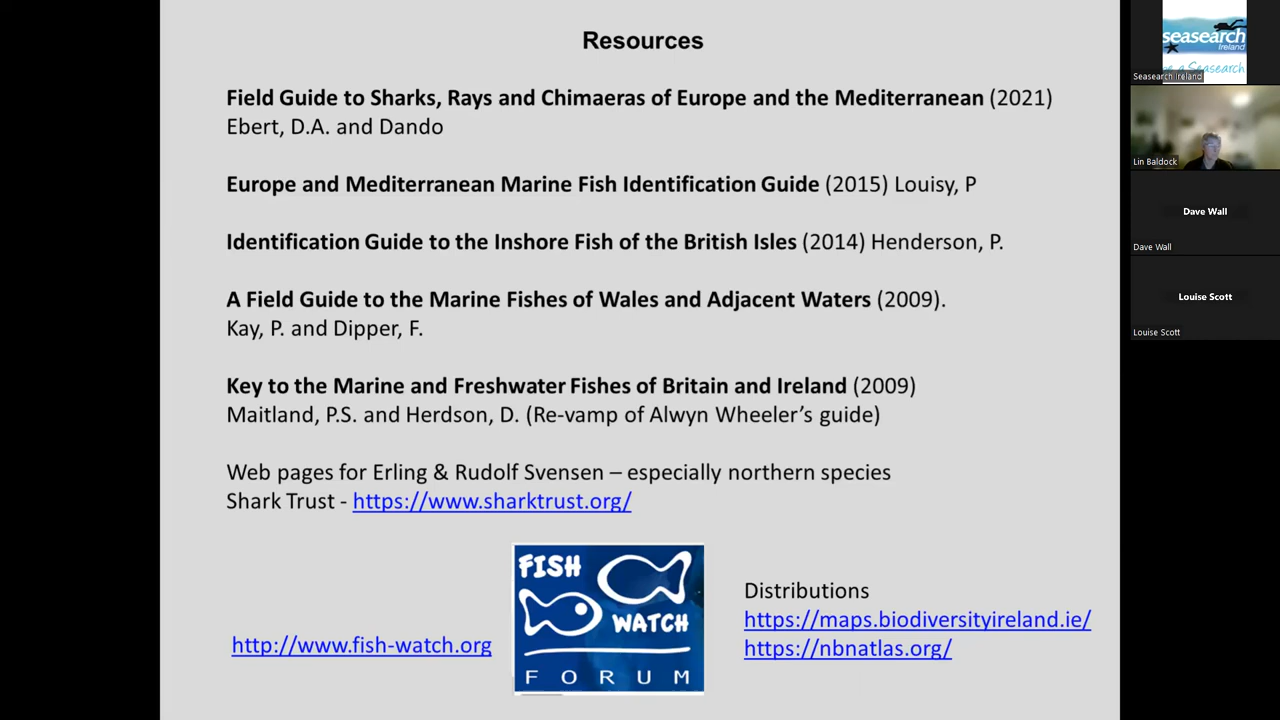 Resources
Field Guide to Sharks, Rays and Chimaeras of Europe and the Mediterranean (2021)
Ebert, D.A. and Dando
Europe and Mediterranean Marine Fish Identification Guide (2015) Louisy, P
Identification Guide to the Inshore Fish of the British Isles (2014) Henderson, P.
A Field Guide to the Marine Fishes of Wales and Adjacent Waters (2009).
Kay, P. and Dipper, F.
Key to the Marine and Freshwater Fishes of Britain and Ireland (2009)
Maitland, P.S. and Herdson, D. (Re-vamp of Alwyn Wheeler’s guide)
Web pages for Erling & Rudolf Svensen – especially northern species
Shark Trust - https://www.sharktrust.org/
http://www.fish-watch.org
FISH
WATCH
FORUM
Distributions
https://maps.biodiversityireland.ie/
https://nbnatlas.org/
seasearch
Ireland
a Seasearch
Seasearch Ireland
Lin Baldock
Dave Wall
Dave Wall
Louise Scott
Louise Scott